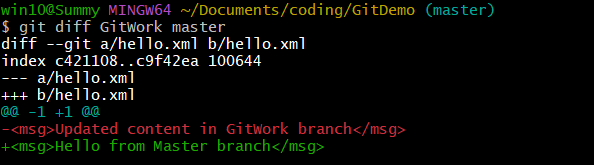 win10@Summy MINGW64 ~/Documents/coding/GitDemo (master)
$ git diff GitWork master
diff --git a/hello.xml b/hello.xml
index c421108..c9f42ea 100644
--- a/hello.xml
+++ b/hello.xml
@@ -1 +1 @@
-<msg>Updated content in GitWork branch</msg>
+<msg>Hello from Master branch</msg>